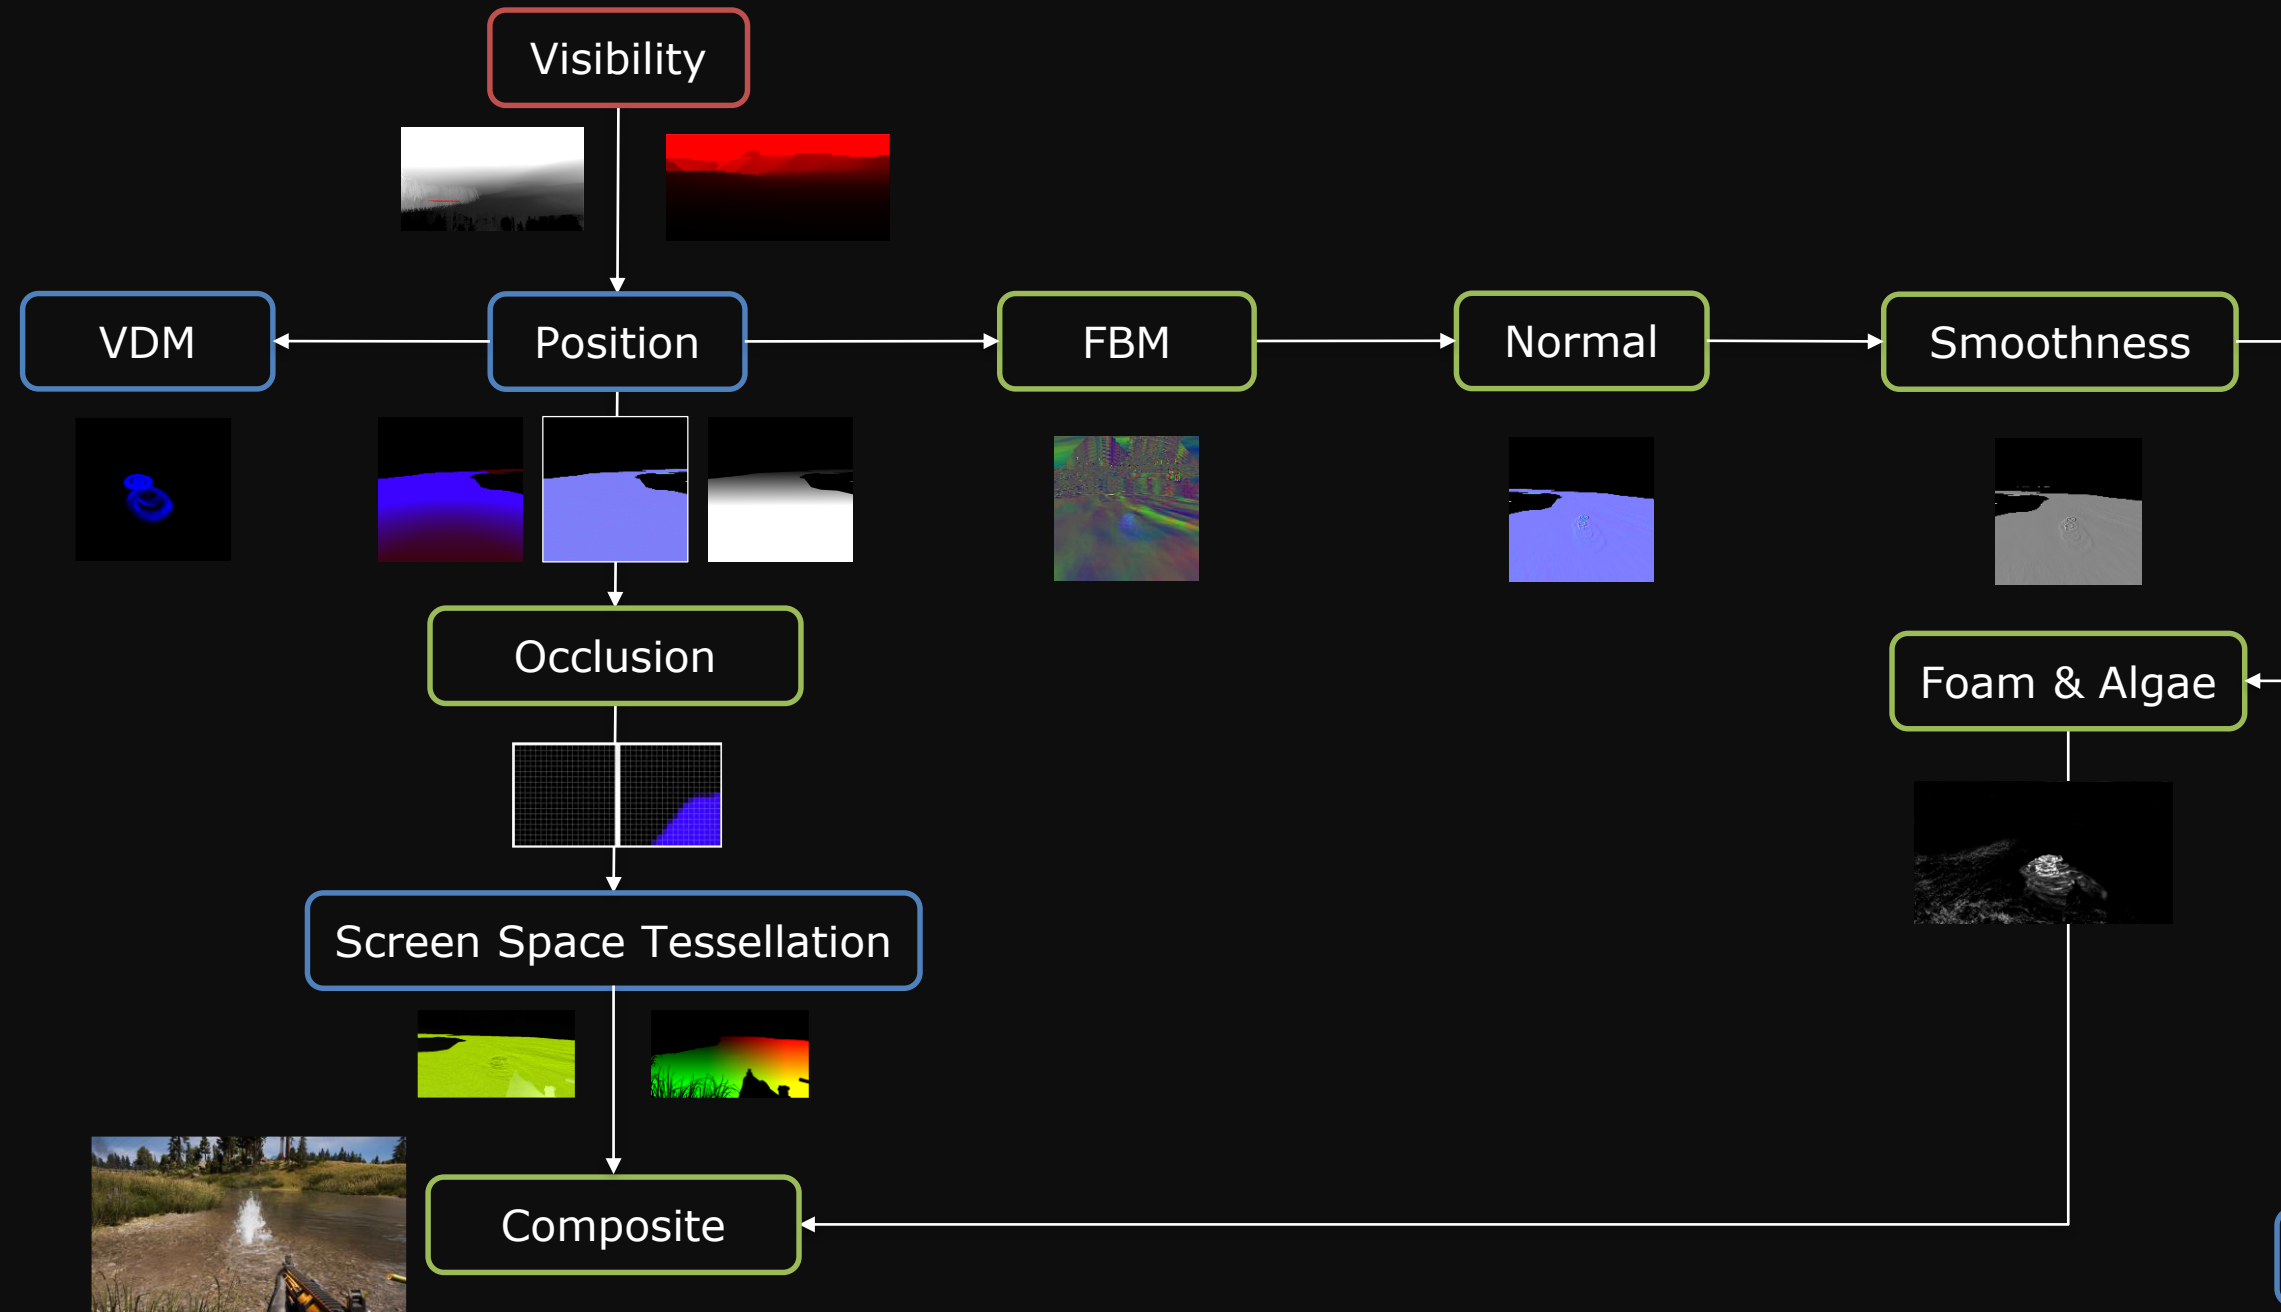 Visibility
VDM
Position
FBM
Normal
Smoothness
Occlusion
Foam & Algae
Screen Space Tessellation
Composite